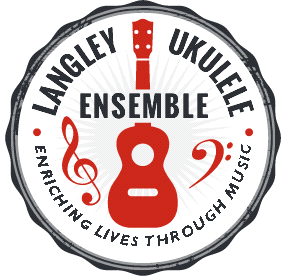 LANGLEY UKULELE
ENSEMBLE
• ENRICHING LIVES THROUGH MUSIC •